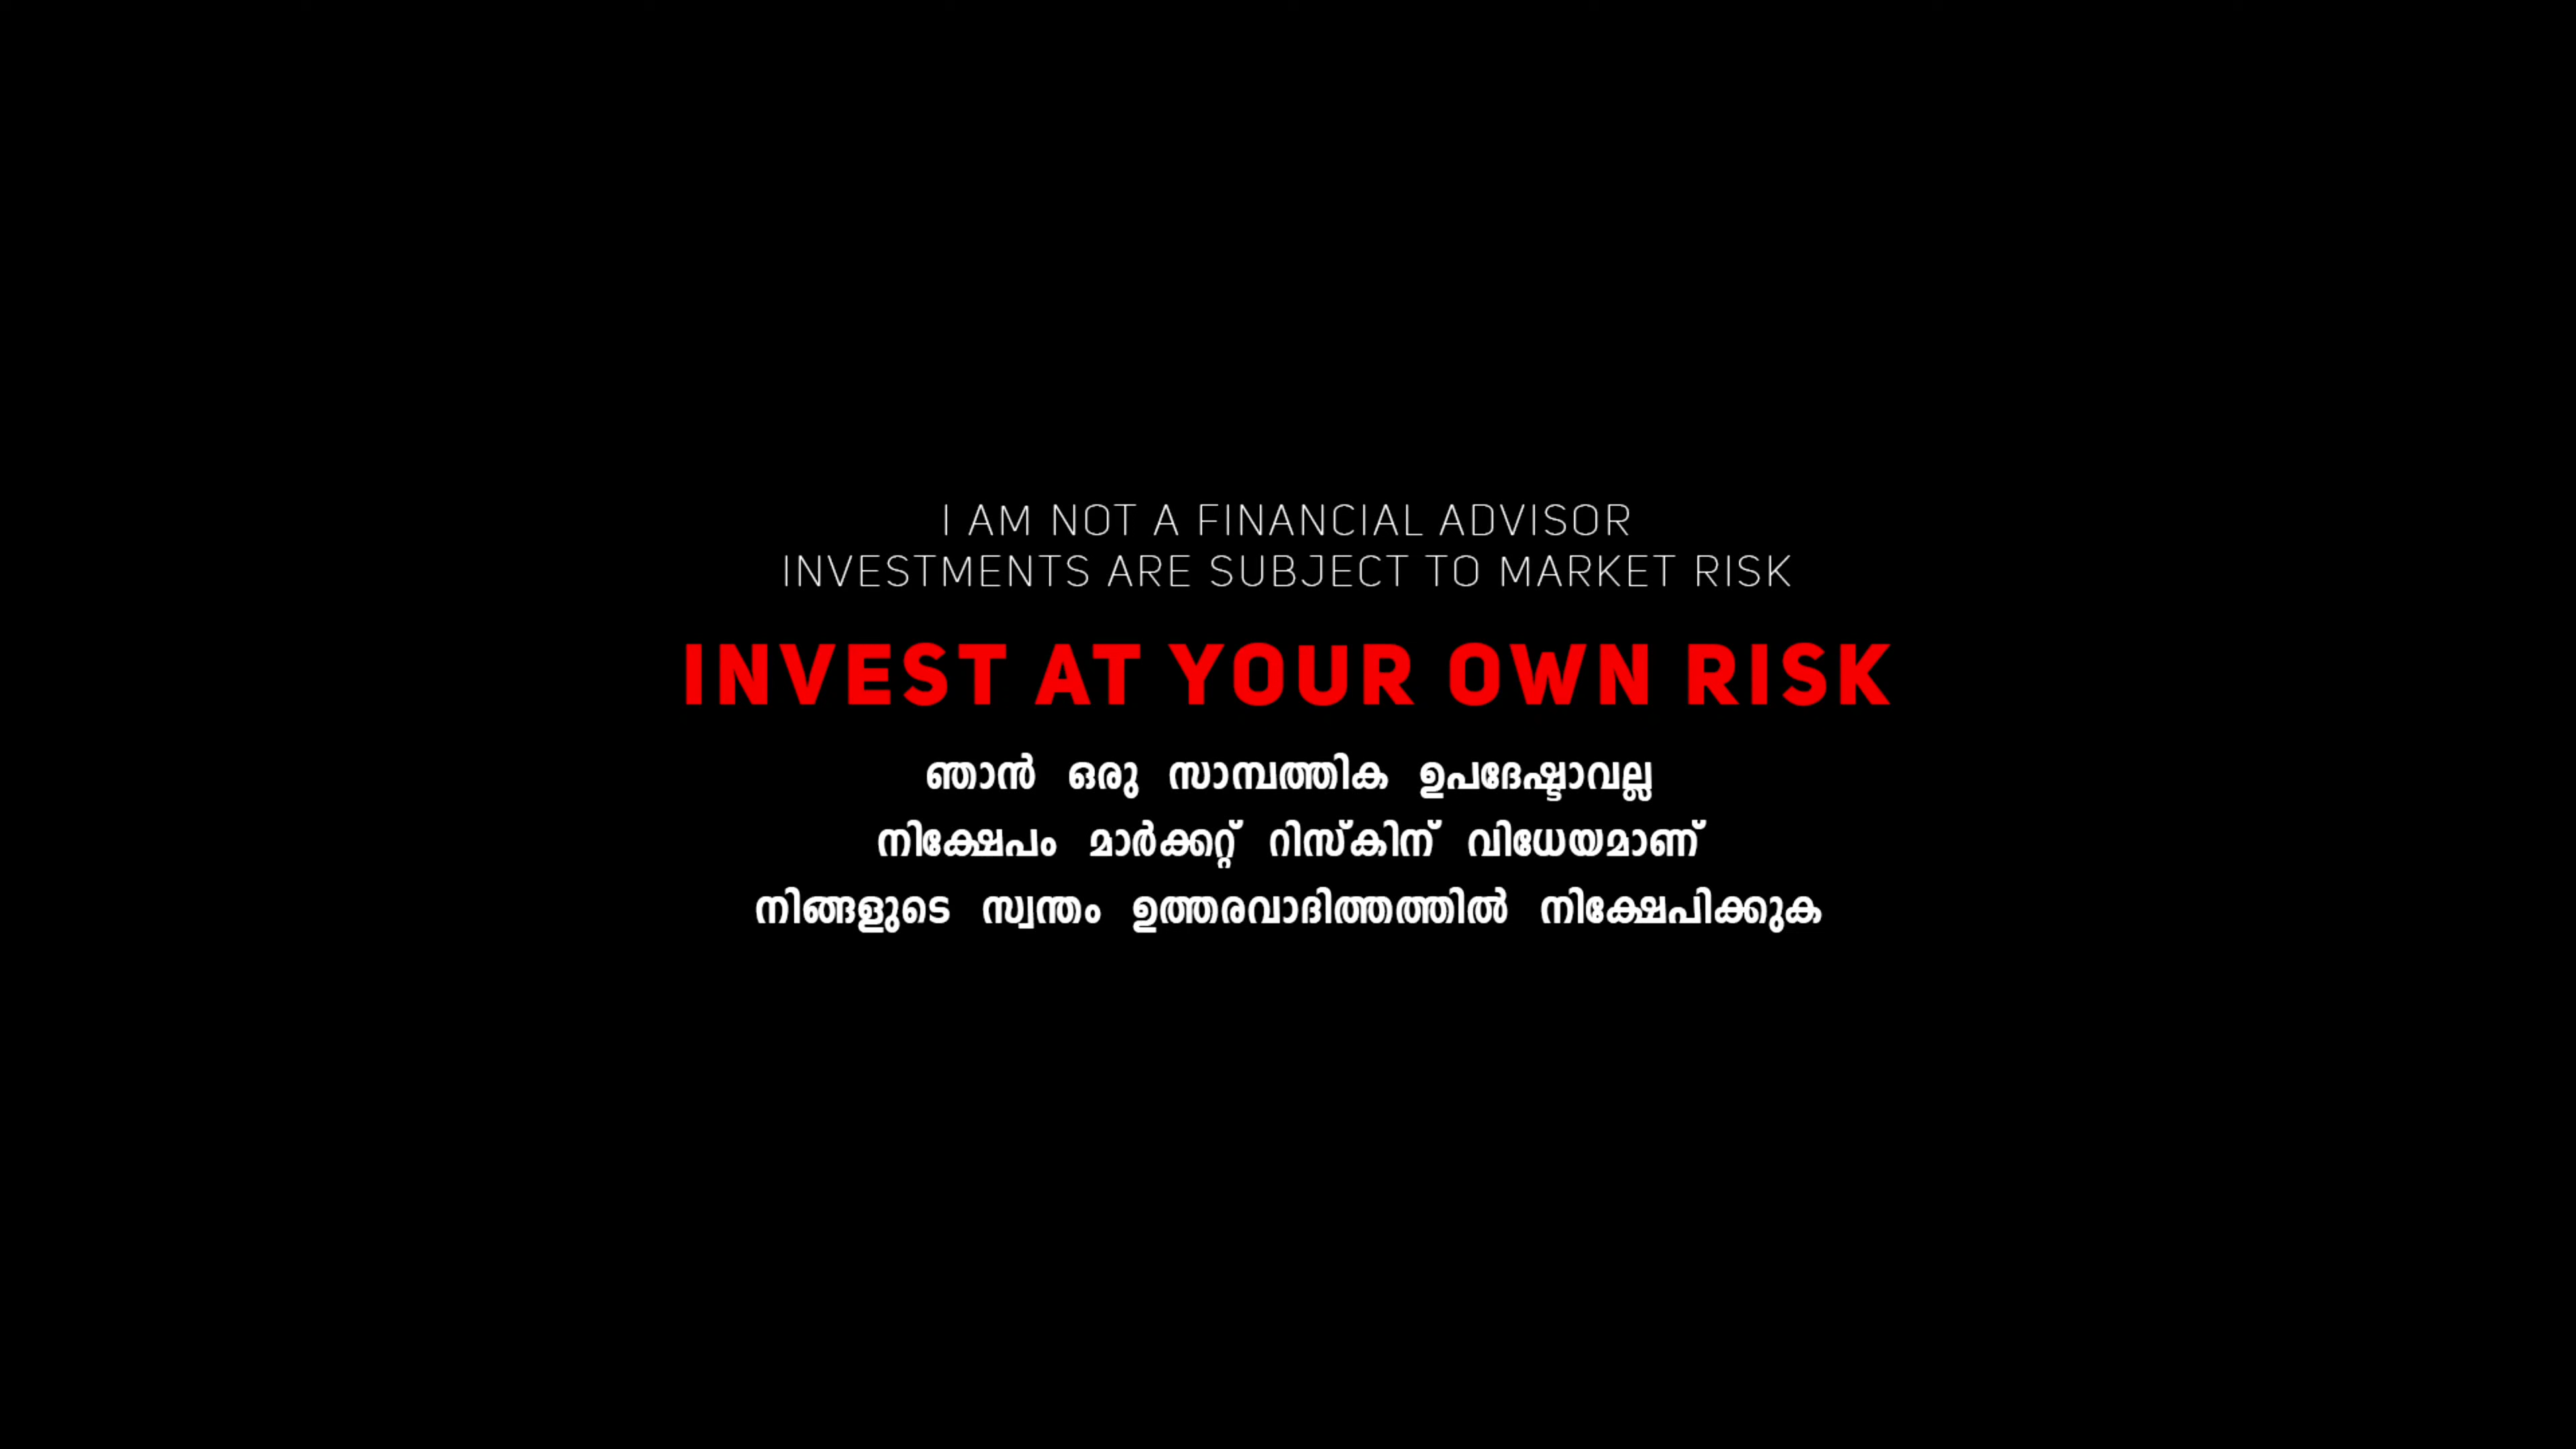 I AM NOT A FINANCIAL ADVISOR
INVESTMENTS ARE SUBJECT TO MARKET RISK
INVEST AT YOUR OWN RISK
ഞാൻ ഒരു സാമ്പത്തിക ഉപദേഷ്ടാവല്ല
നിക്ഷേപം മാർക്കറ്റ് റിസ്കിന് വിധേയമാണ്
നിങ്ങളുടെ സ്വന്തം ഉത്തരവാദിത്തത്തിൽ നിക്ഷേപിക്കുക